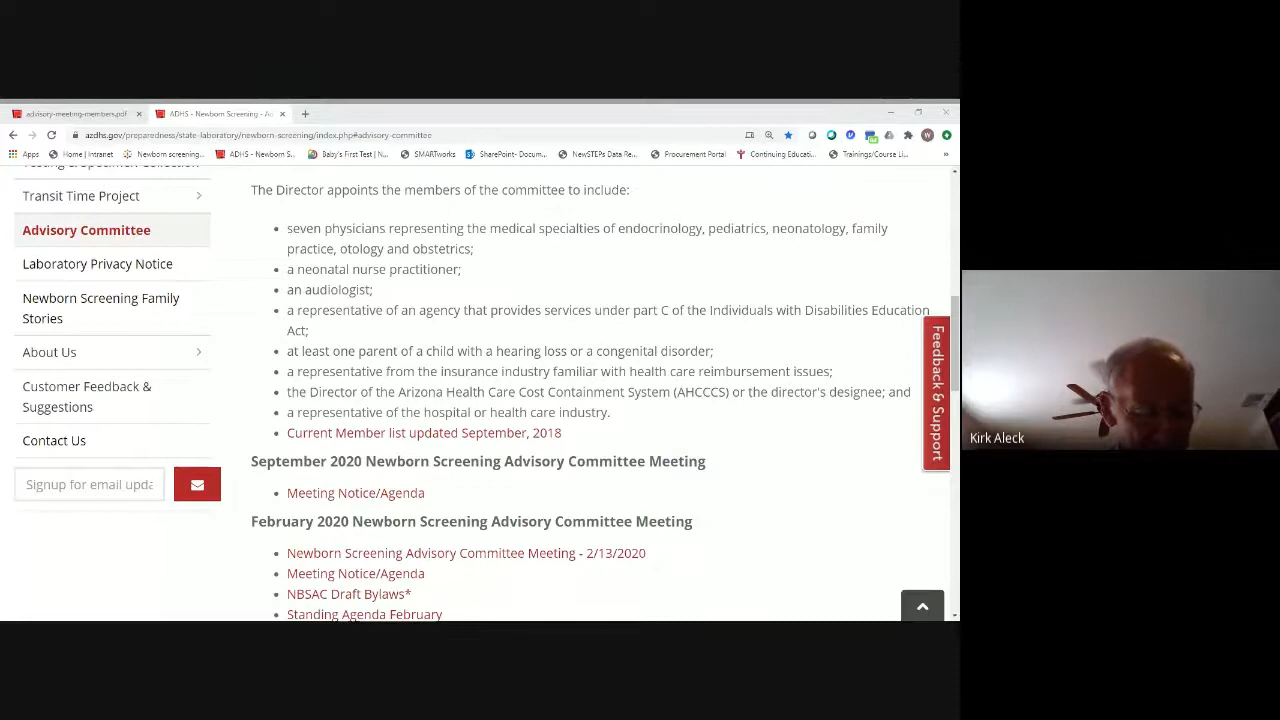 advisory-meeting-members.pdf
ADHS - Newborn Screening - Ad
azdhs.gov/preparedness/state-laboratory/newborn-screening/index.php#advisory-committee
W
Apps
Home | Intranet
Newborn screening...
ADHS - Newborn S...
Baby's First Test | N...
SMARTworks
SharePoint- Docum...
NewSTEPs Data Re...
Procurement Portal
Continuing Educati...
Trainings/Course Li...
Transit Time Project
Advisory Committee
Laboratory Privacy Notice
Newborn Screening Family
Stories
About Us
Customer Feedback &
Suggestions
Contact Us
Signup for email upda
The Director appoints the members of the committee to include:
seven physicians representing the medical specialties of endocrinology, pediatrics, neonatology, family
practice, otology and obstetrics;
a neonatal nurse practitioner;
an audiologist;
a representative of an agency that provides services under part C of the Individuals with Disabilities Education
Act;
at least one parent of a child with a hearing loss or a congenital disorder;
a representative from the insurance industry familiar with health care reimbursement issues;
the Director of the Arizona Health Care Cost Containment System (AHCCCS) or the director's designee; and
a representative of the hospital or health care industry.
Current Member list updated September, 2018
September 2020 Newborn Screening Advisory Committee Meeting
Meeting Notice/Agenda
February 2020 Newborn Screening Advisory Committee Meeting
Newborn Screening Advisory Committee Meeting - 2/13/2020
Meeting Notice/Agenda
NBSAC Draft Bylaws*
Standing Agenda February
Feedback & Support
Kirk Aleck